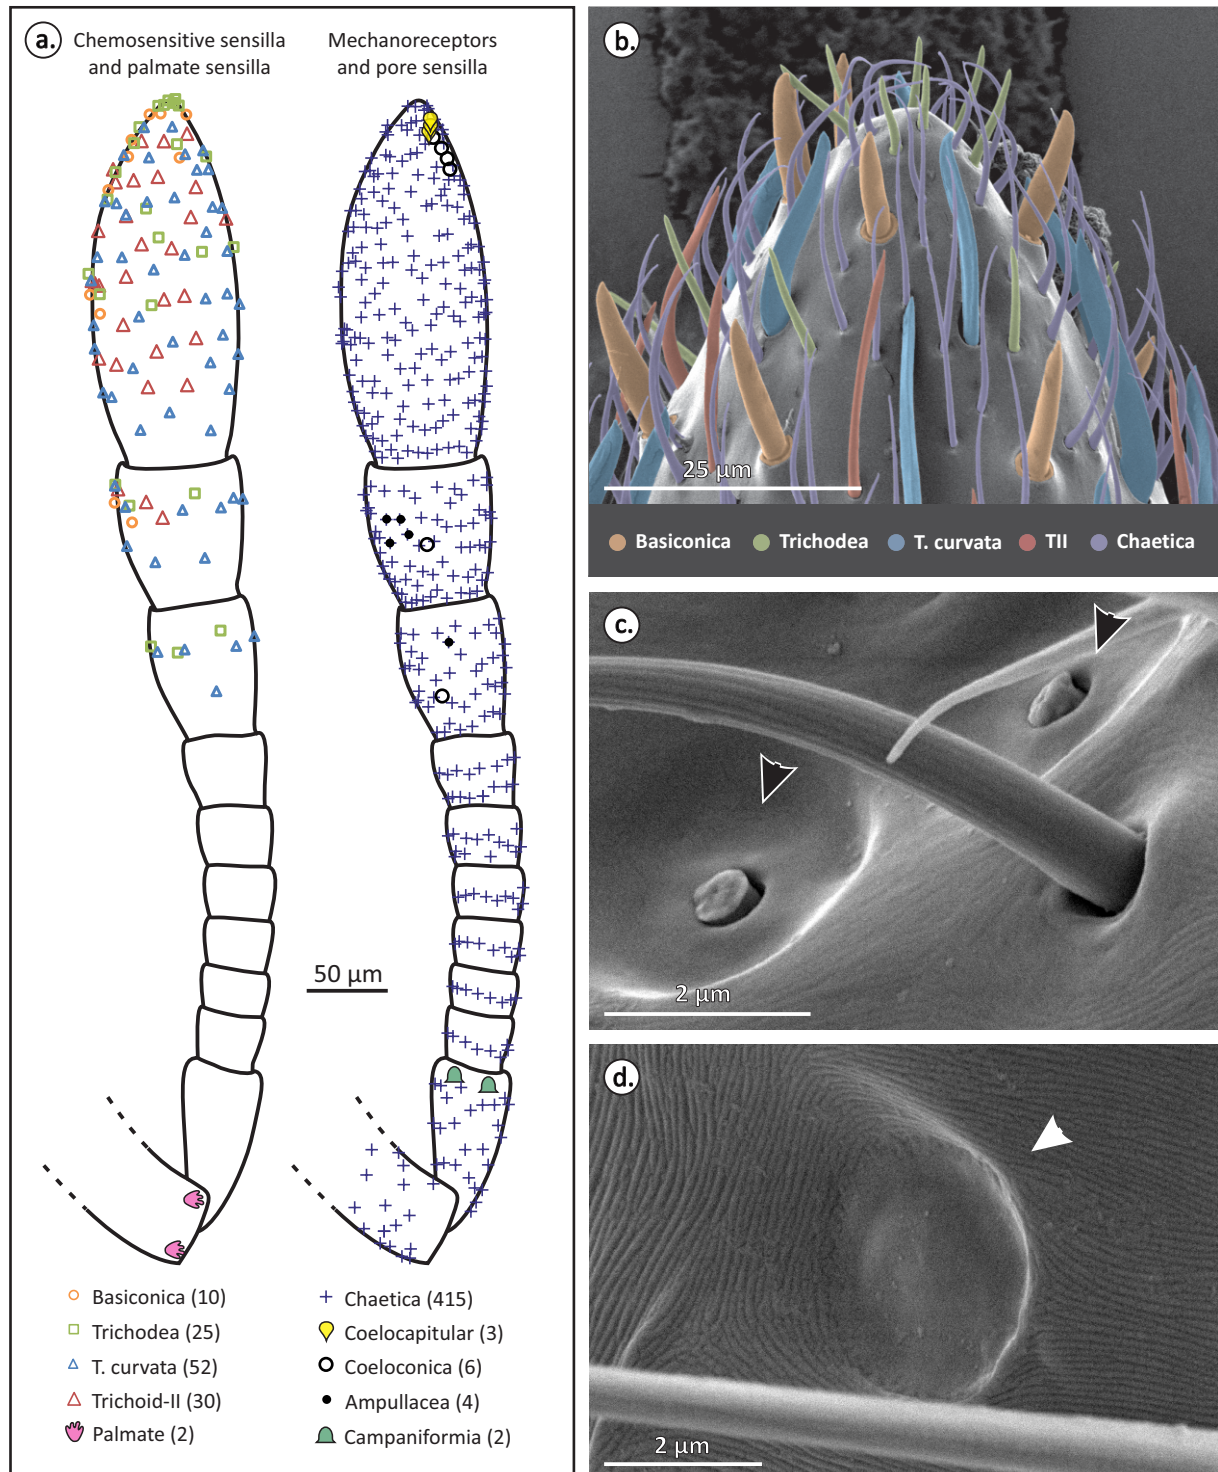 a.
Chemosensitive sensilla
and palmate sensilla
Mechanoreceptors
and pore sensilla
50 µm
Basiconica (10)
Trichodea (25)
T. curvata (52)
Trichoid-II (30)
Palmate (2)
Chaetica (415)
Coelocapitular (3)
Coeloconica (6)
Ampullacea (4)
Campaniformia (2)
b.
25 µm
Basiconica
Trichodea
T. curvata
TII
Chaetica
c.
2 µm
d.
2 µm